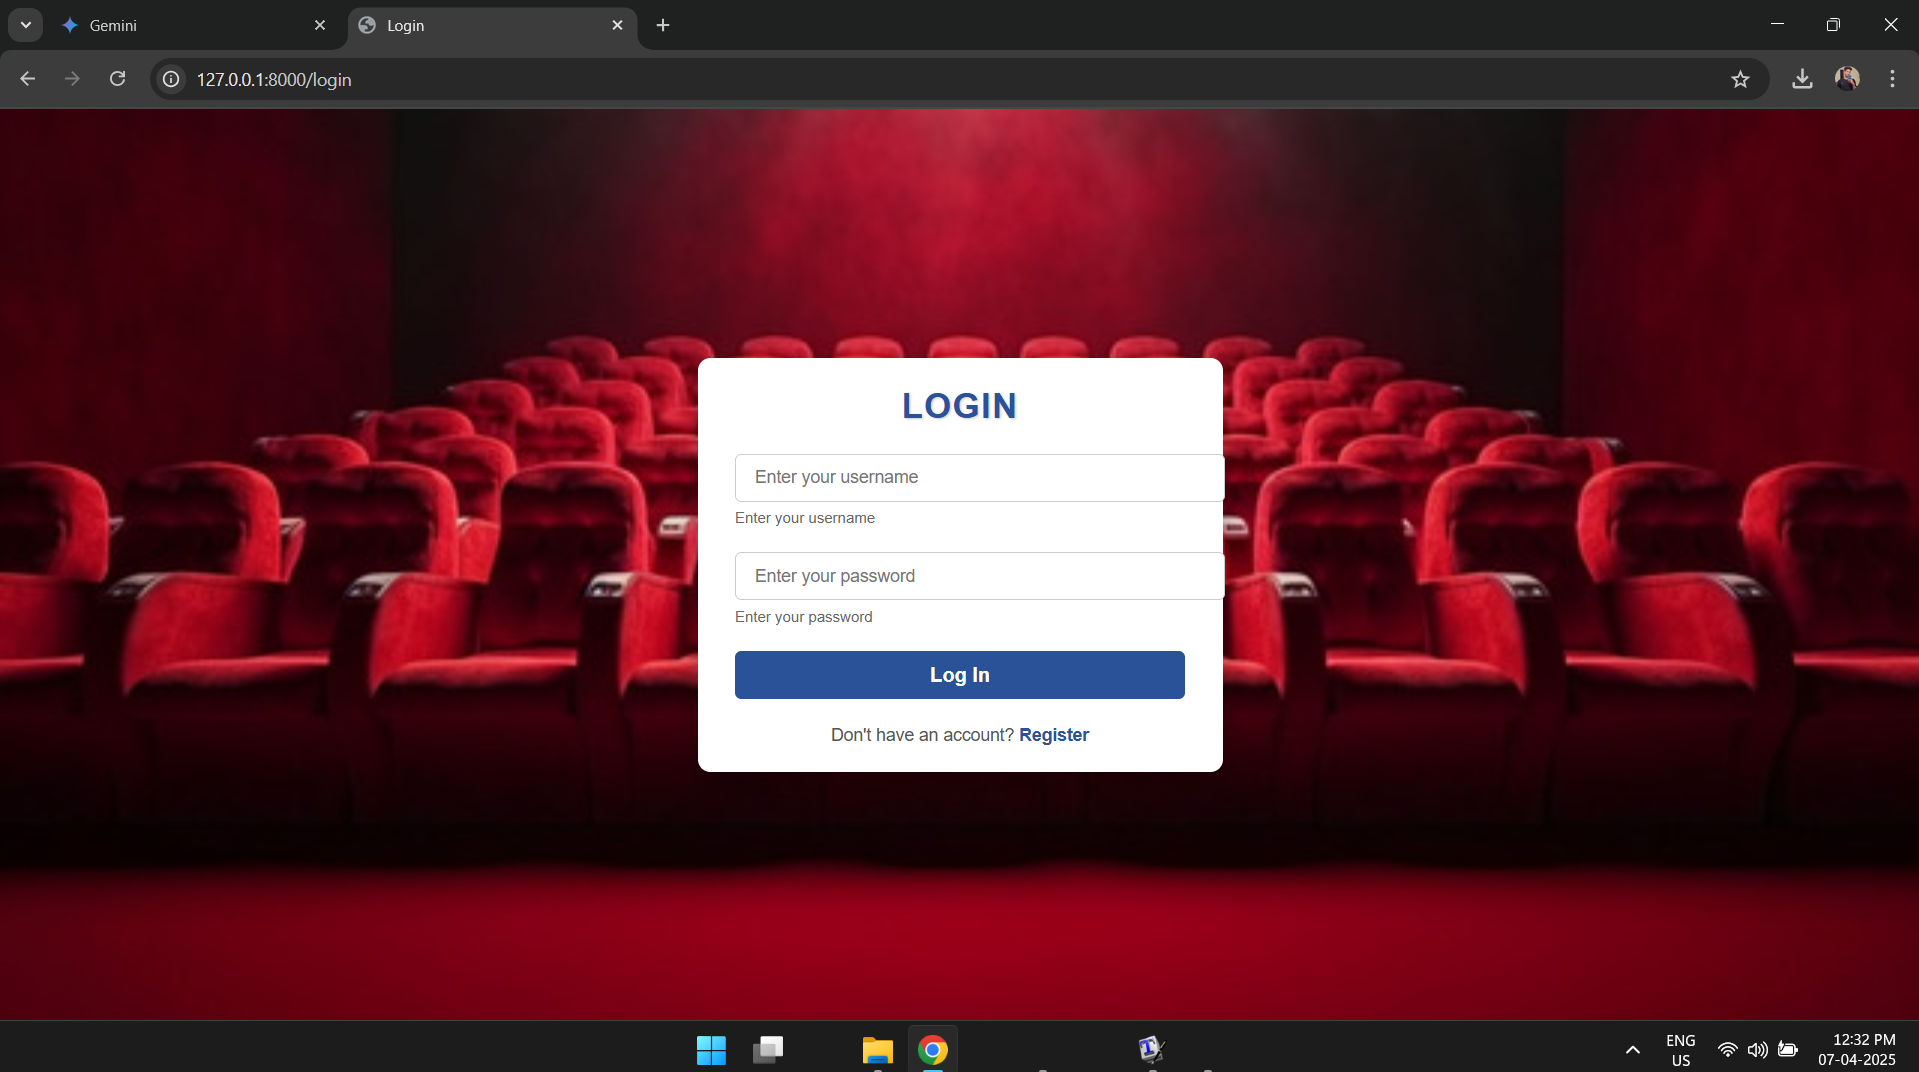 Gemini
Login
127.0.0.1:8000/login
LOGIN
Enter your username
Enter your username
Enter your password
Enter your password
Log In
Don't have an account? Register
ENG
US
12:32 PM
07-04-2025